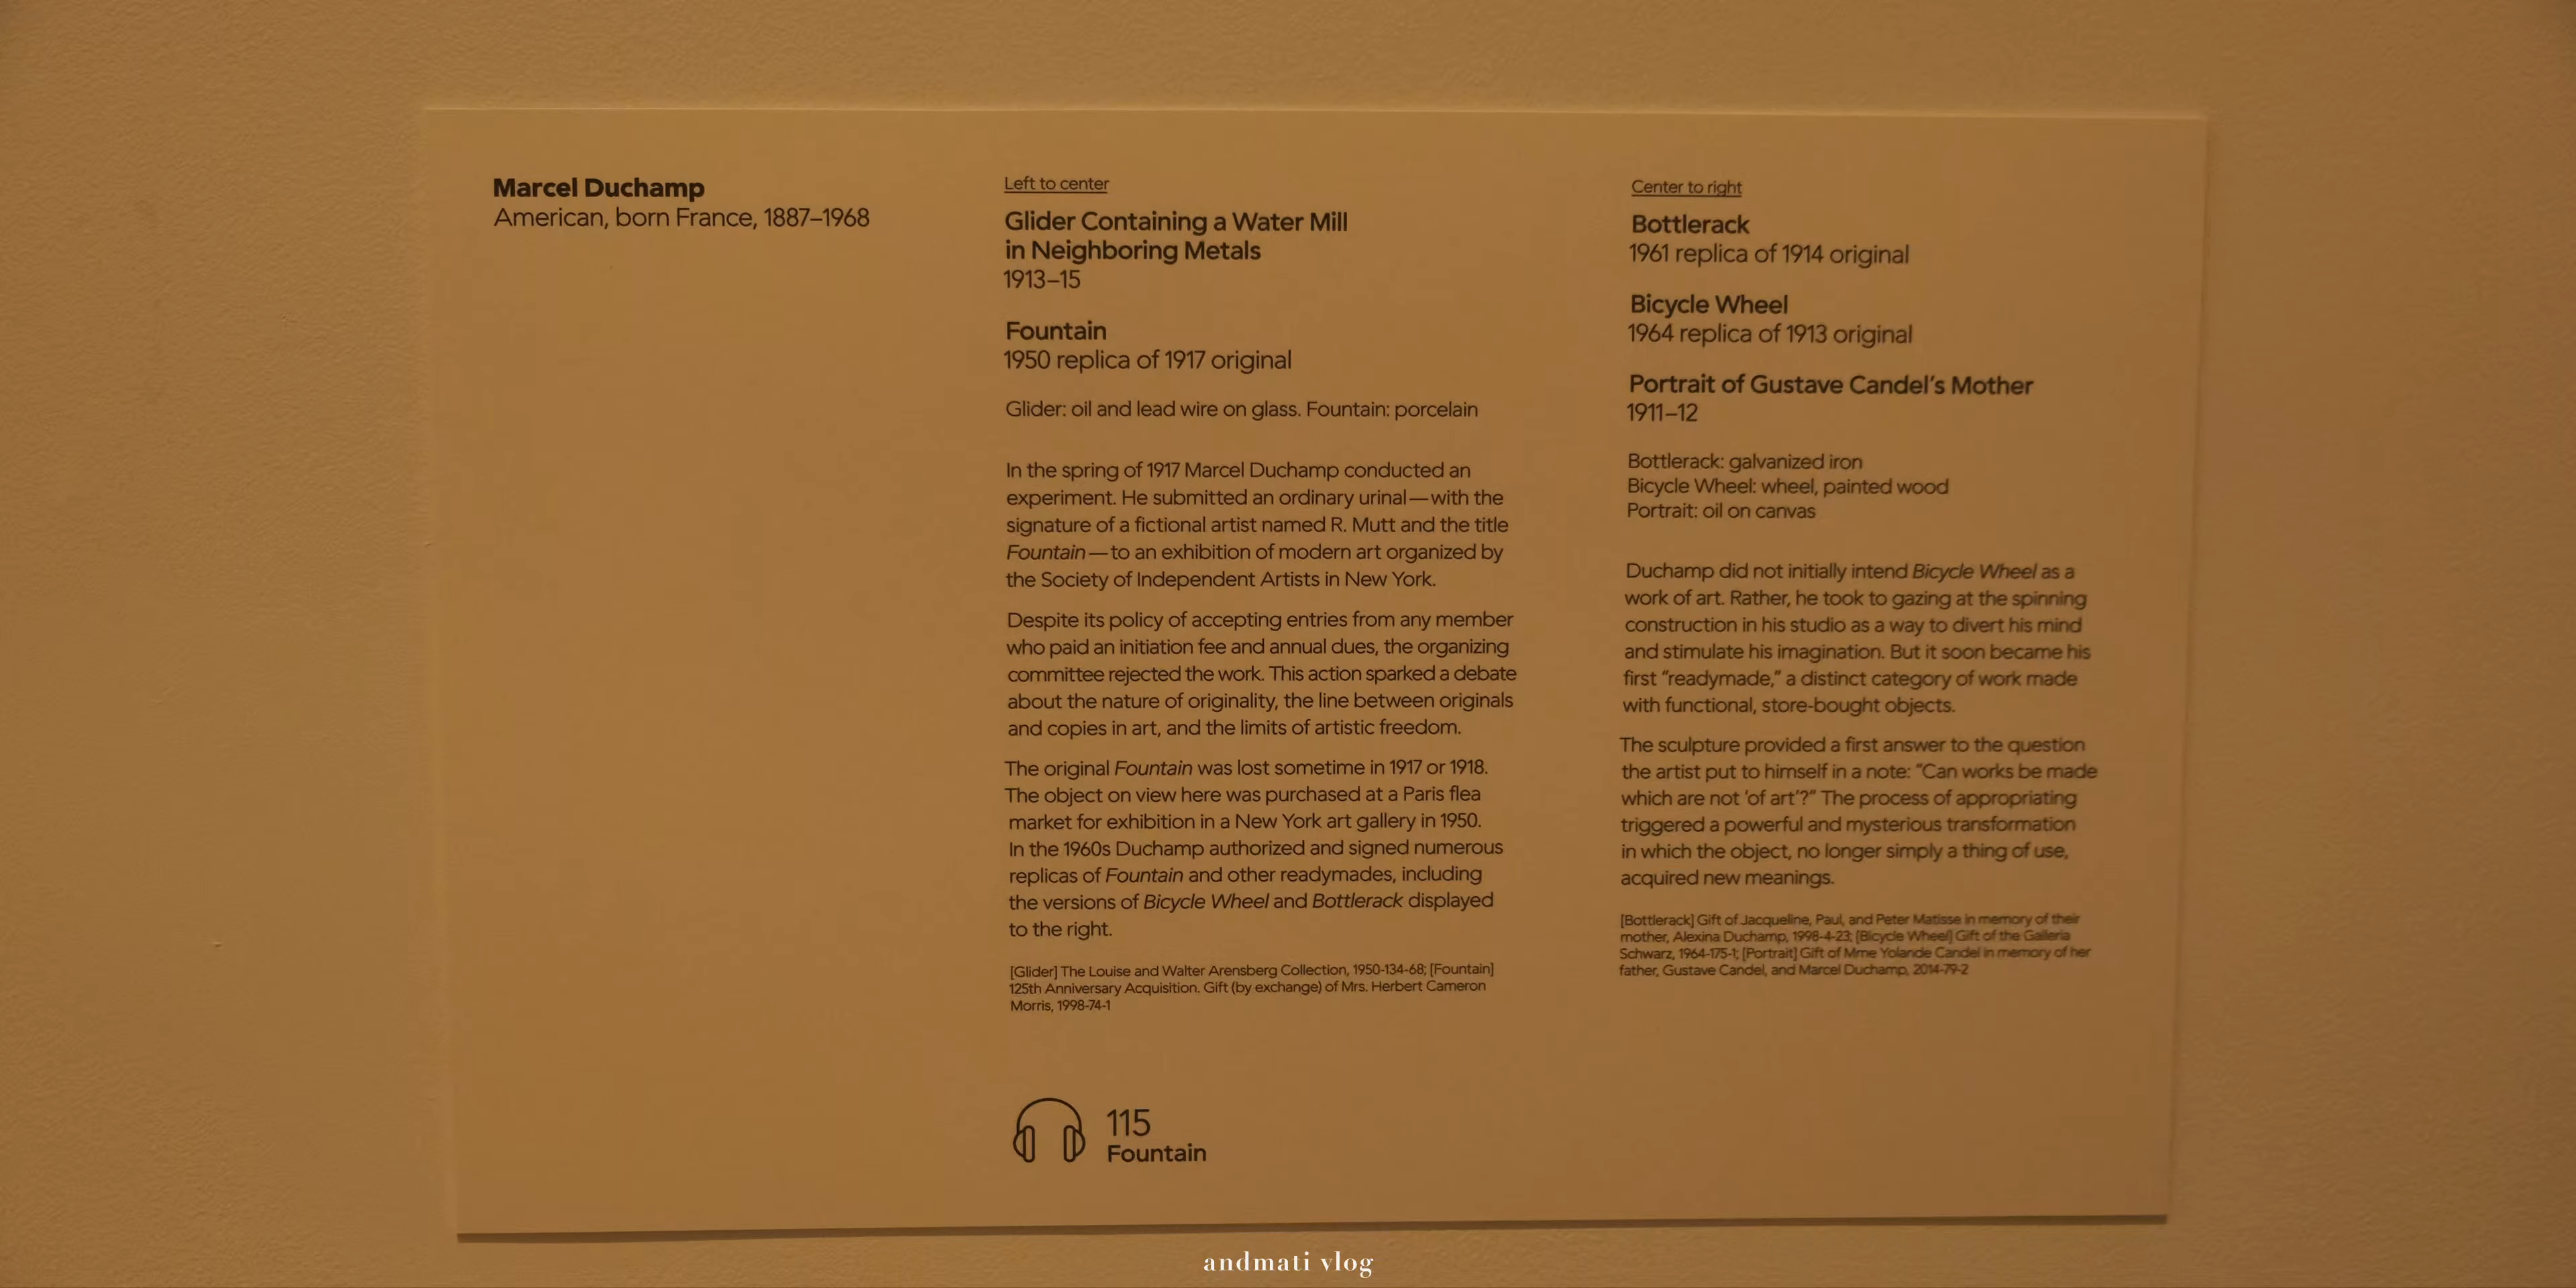 Marcel Duchamp
American, born France, 1887–1968
Left to center
Glider Containing a Water Mill
in Neighboring Metals
1913–15
Fountain
1950 replica of 1917 original
Glider: oil and lead wire on glass. Fountain: porcelain
In the spring of 1917 Marcel Duchamp conducted an
experiment. He submitted an ordinary urinal—with the
signature of a fictional artist named R. Mutt and the title
Fountain—to an exhibition of modern art organized by
the Society of Independent Artists in New York.
Despite its policy of accepting entries from any member
who paid an initiation fee and annual dues, the organizing
committee rejected the work. This action sparked a debate
about the nature of originality, the line between originals
and copies in art, and the limits of artistic freedom.
The original Fountain was lost sometime in 1917 or 1918.
The object on view here was purchased at a Paris flea
market for exhibition in a New York art gallery in 1950.
In the 1960s Duchamp authorized and signed numerous
replicas of Fountain and other readymades, including
the versions of Bicycle Wheel and Bottlerack displayed
to the right.
[Glider] The Louise and Walter Arensberg Collection, 1950-134-68; [Fountain]
125th Anniversary Acquisition. Gift (by exchange) of Mrs. Herbert Cameron
Morris, 1998-74-1
115
Fountain
Center to right
Bottlerack
1961 replica of 1914 original
Bicycle Wheel
1964 replica of 1913 original
Portrait of Gustave Candel's Mother
1911–12
Bottlerack: galvanized iron
Bicycle Wheel: wheel, painted wood
Portrait: oil on canvas
Duchamp did not initially intend Bicycle Wheel as a
work of art. Rather, he took to gazing at the spinning
construction in his studio as a way to divert his mind
and stimulate his imagination. But it soon became his
first "readymade," a distinct category of work made
with functional, store-bought objects.
The sculpture provided a first answer to the question
the artist put to himself in a note: "Can works be made
which are not 'of art'?" The process of appropriating
triggered a powerful and mysterious transformation
in which the object, no longer simply a thing of use,
acquired new meanings.
[Bottlerack] Gift of Jacqueline, Paul, and Peter Matisse in memory of their
mother, Alexina Duchamp, 1998-4-23; [Bicycle Wheel] Gift of the Galleria
Schwarz, 1964-175-1; [Portrait] Gift of Mme Yolande Candel in memory of her
father, Gustave Candel, and Marcel Duchamp, 2014-79-2
andmati vlog